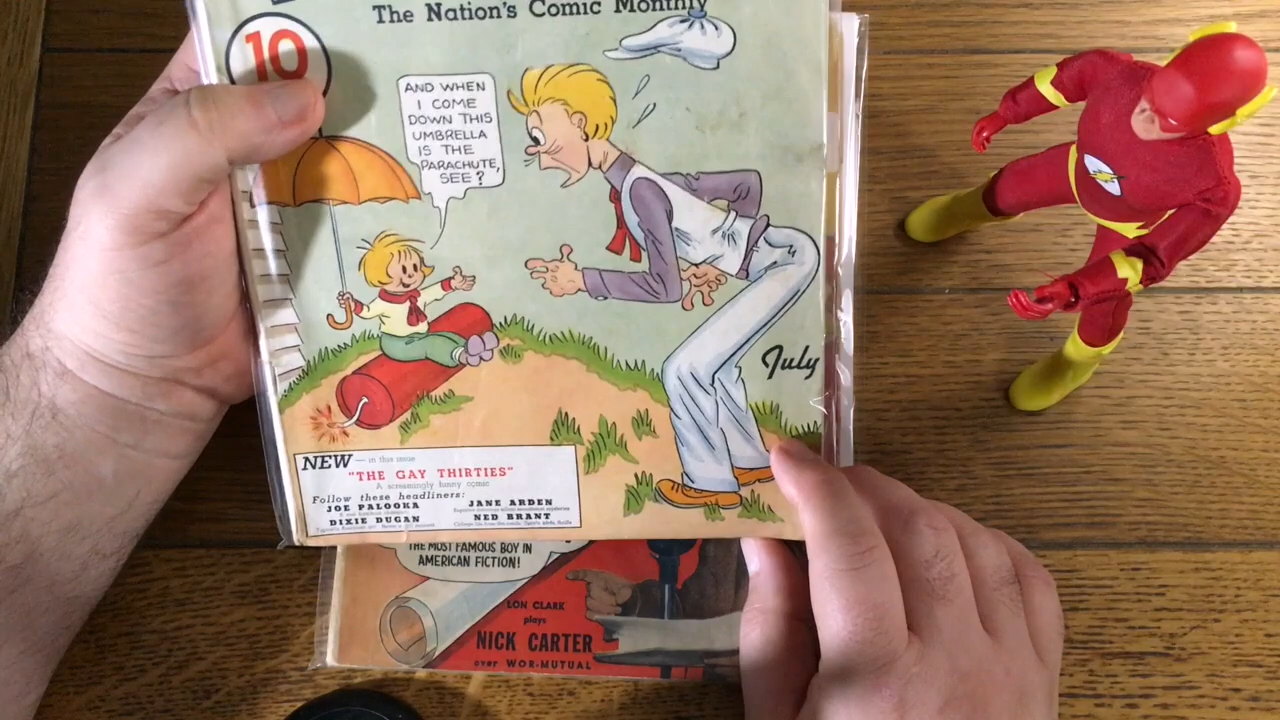 The Nation's Comic Monthly
10
AND WHEN
I COME
DOWN THIS
UMBRELLA
IS THE
PARACHUTE,
SEE?
July
NEW — in this issue
"THE GAY THIRTIES"
A screamingly funny comic
Follow these headliners:
JOE PALOOKA
DIXIE DUGAN
JANE ARDEN
NED BRANT
THE MOST FAMOUS BOY IN
AMERICAN FICTION!
LON CLARK
plays
NICK CARTER
over WOR-MUTUAL